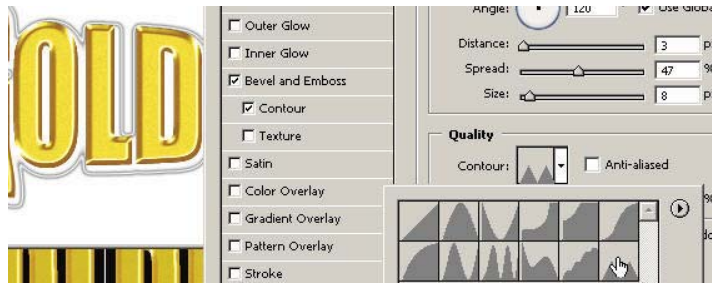 OLD
Outer Glow
Inner Glow
Bevel and Emboss
Contour
Texture
Satin
Color Overlay
Gradient Overlay
Pattern Overlay
Stroke
Angle: 120 ° Use Globa
Distance: 3 p
Spread: 47 %
Size: 8 p
Quality
Contour: Anti-aliased
%